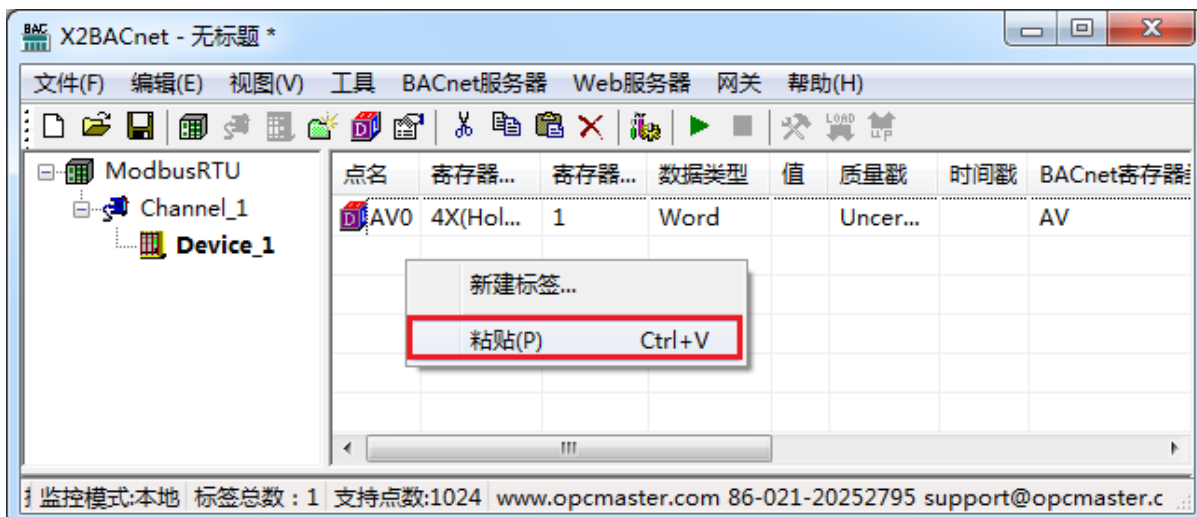 BAC X2BACnet - 无标题 *
文件(F) 编辑(E) 视图(V) 工具 BACnet服务器 Web服务器 网关 帮助(H)
LOAD UP
ModbusRTU
Channel_1
Device_1
点名 寄存器... 寄存器... 数据类型 值 质量戳 时间戳 BACnet寄存器
AV0 4X(Hol... 1 Word Uncer... AV
新建标签...
粘贴(P) Ctrl+V
监控模式:本地 标签总数：1 支持点数:1024 www.opcmaster.com 86-021-20252795 support@opcmaster.c